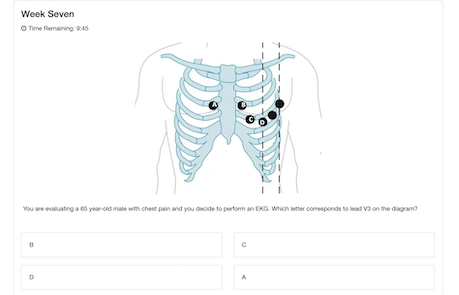 Week Seven
Time Remaining: 9:45
A B
C D
You are evaluating a 65 year-old male with chest pain and you decide to perform an EKG. Which letter corresponds to lead V3 on the diagram?
B C
D A